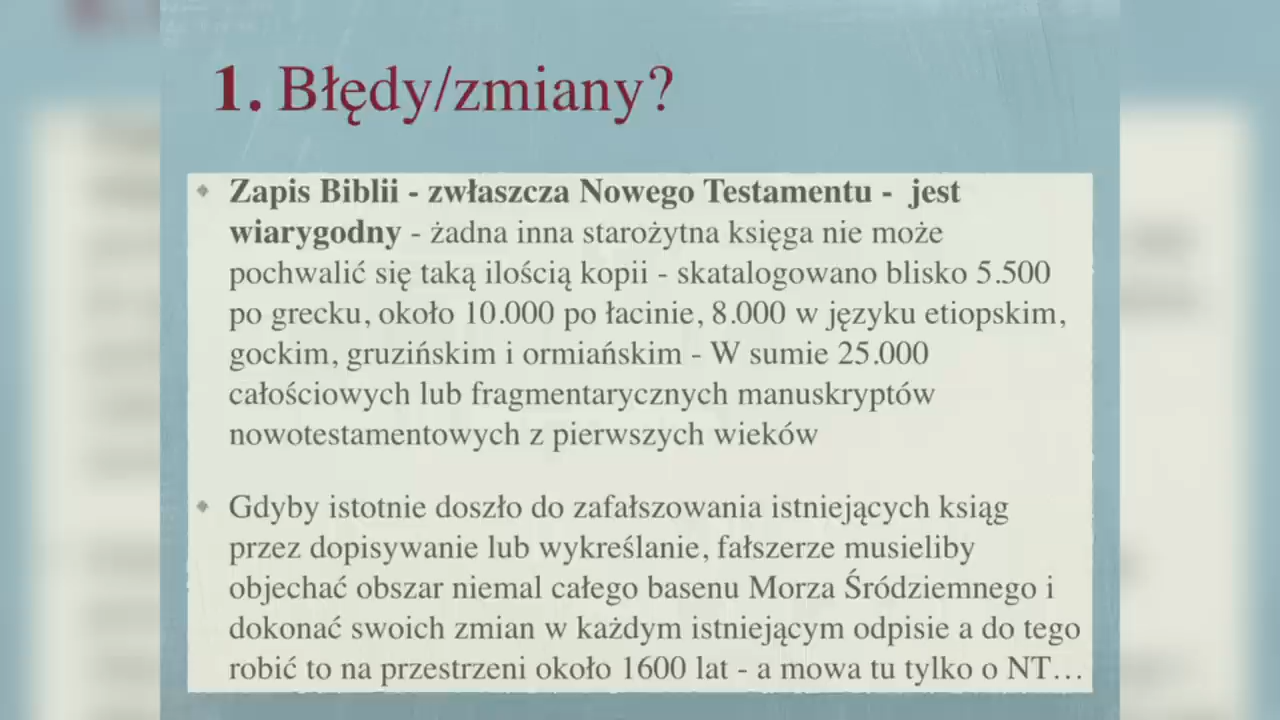 1. Błędy/zmiany?
Zapis Biblii - zwłaszcza Nowego Testamentu - jest
wiarygodny - żadna inna starożytna księga nie może
pochwalić się taką ilością kopii - skatalogowano blisko 5.500
po grecku, około 10.000 po łacinie, 8.000 w języku etiopskim,
gockim, gruzińskim i ormiańskim - W sumie 25.000
całościowych lub fragmentarycznych manuskryptów
nowotestamentowych z pierwszych wieków
Gdyby istotnie doszło do zafałszowania istniejących ksiąg
przez dopisywanie lub wykreślanie, fałszerze musieliby
objechać obszar niemal całego basenu Morza Śródziemnego i
dokonać swoich zmian w każdym istniejącym odpisie a do tego
robić to na przestrzeni około 1600 lat - a mowa tu tylko o NT…